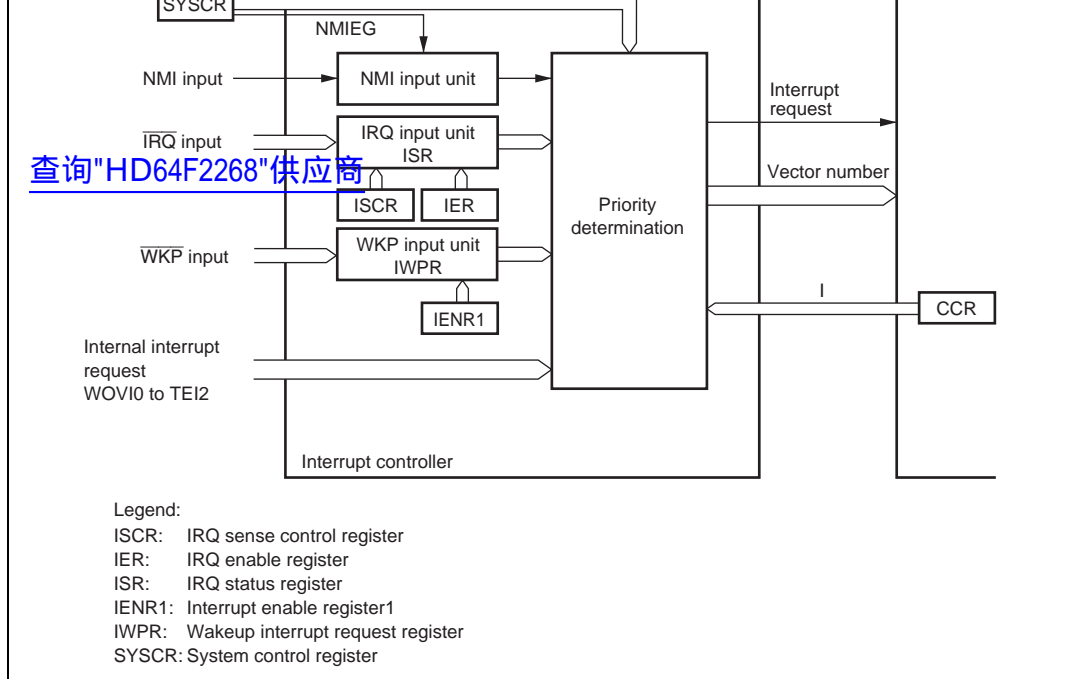 SYSCR
NMIEG
NMI input
NMI input unit
Interrupt
request
IRQ input
IRQ input unit
ISR
查询"HD64F2268"供应商
ISCR
IER
Vector number
Priority
determination
WKP input
WKP input unit
IWPR
I
CCR
IENR1
Internal interrupt
request
WOVI0 to TEI2
Interrupt controller
Legend:
ISCR: IRQ sense control register
IER: IRQ enable register
ISR: IRQ status register
IENR1: Interrupt enable register1
IWPR: Wakeup interrupt request register
SYSCR: System control register